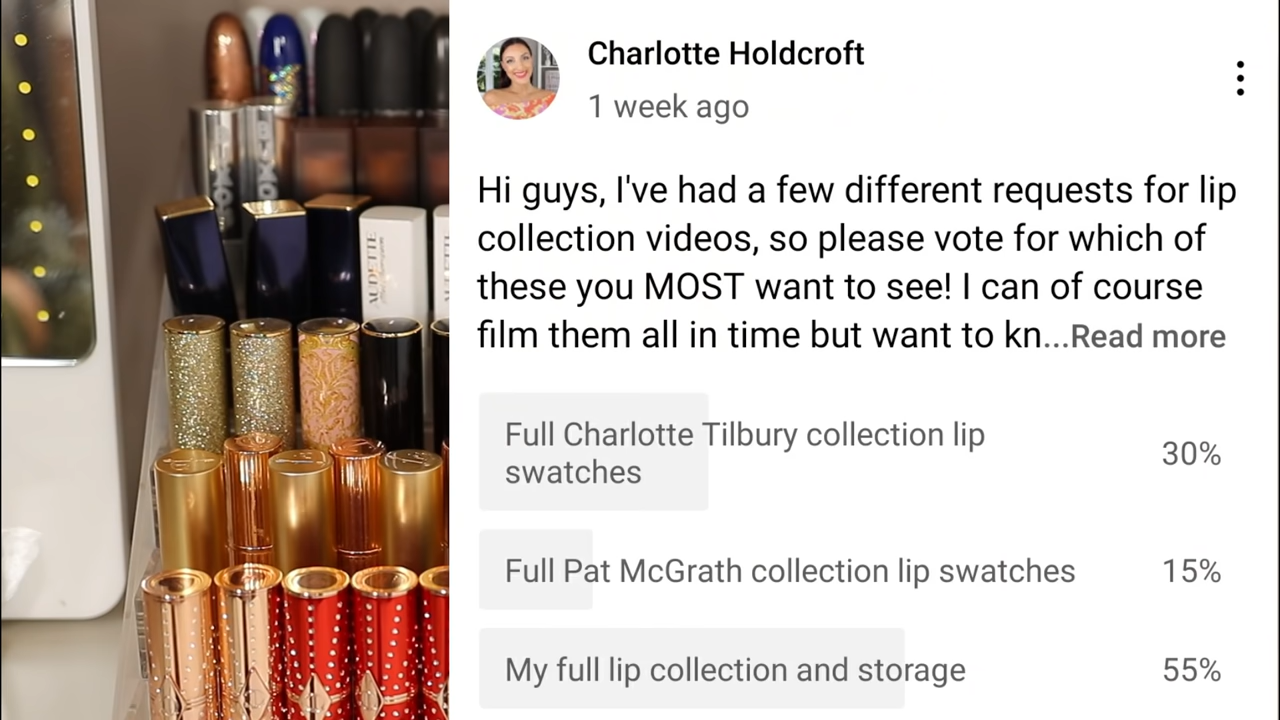 Charlotte Holdcroft
1 week ago
Hi guys, I've had a few different requests for lip
collection videos, so please vote for which of
these you MOST want to see! I can of course
film them all in time but want to kn...Read more
Full Charlotte Tilbury collection lip
swatches
30%
Full Pat McGrath collection lip swatches
15%
My full lip collection and storage
55%
AUDETTE